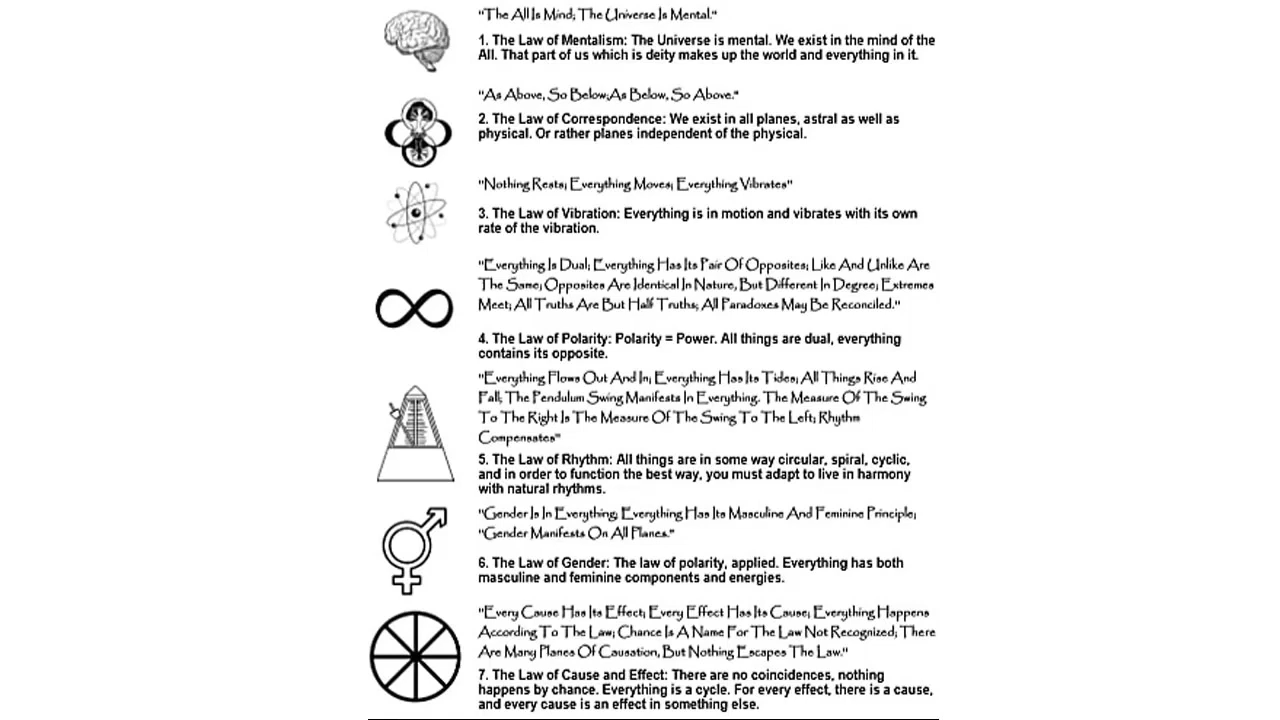 "The All Is Mind; The Universe Is Mental."
1. The Law of Mentalism: The Universe is mental. We exist in the mind of the
All. That part of us which is deity makes up the world and everything in it.
"As Above, So Below;As Below, So Above."
2. The Law of Correspondence: We exist in all planes, astral as well as
physical. Or rather planes independent of the physical.
"Nothing Rests; Everything Moves; Everything Vibrates"
3. The Law of Vibration: Everything is in motion and vibrates with its own
rate of the vibration.
"Everything Is Dual; Everything Has Its Pair Of Opposites; Like And Unlike Are
The Same; Opposites Are Identical In Nature, But Different In Degree; Extremes
Meet; All Truths Are But Half Truths; All Paradoxes May Be Reconciled."
4. The Law of Polarity: Polarity = Power. All things are dual, everything
contains its opposite.
"Everything Flows Out And In; Everything Has Its Tides; All Things Rise And
Fall; The Pendulum Swing Manifests In Everything. The Measure Of The Swing
To The Right Is The Measure Of The Swing To The Left; Rhythm
Compensates"
5. The Law of Rhythm: All things are in some way circular, spiral, cyclic,
and in order to function the best way, you must adapt to live in harmony
with natural rhythms.
"Gender Is In Everything; Everything Has Its Masculine And Feminine Principle;
"Gender Manifests On All Planes."
6. The Law of Gender: The law of polarity, applied. Everything has both
masculine and feminine components and energies.
"Every Cause Has Its Effect; Every Effect Has Its Cause; Everything Happens
According To The Law; Chance Is A Name For The Law Not Recognized; There
Are Many Planes Of Causation, But Nothing Escapes The Law."
7. The Law of Cause and Effect: There are no coincidences, nothing
happens by chance. Everything is a cycle. For every effect, there is a cause,
and every cause is an effect in something else.